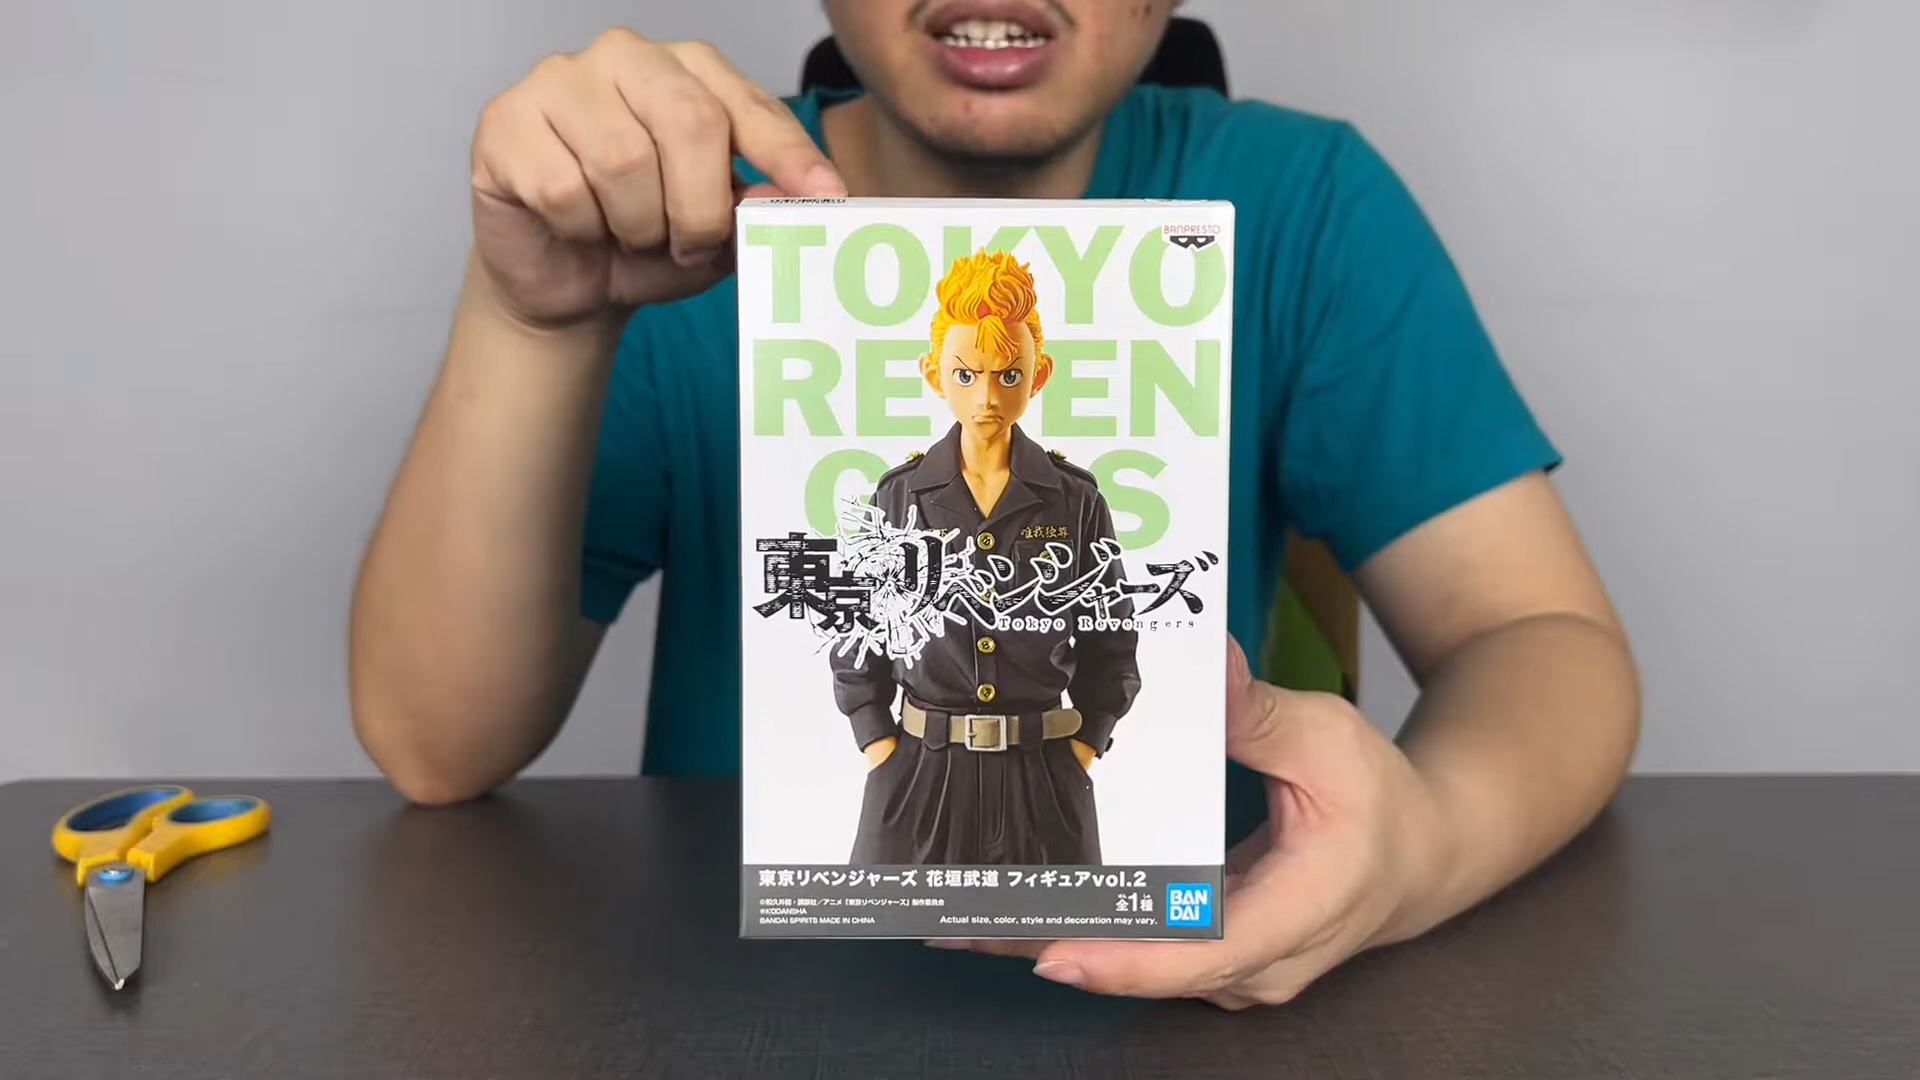 BANPRESTO
TOKYO
REVEN
GERS
唯我独尊
東京リベンジャーズ
Tokyo Revengers
東京リベンジャーズ 花垣武道 フィギュアvol.2
©和久井健・講談社／アニメ「東京リベンジャーズ」製作委員会
®KODANSHA
BANDAI SPIRITS MADE IN CHINA
全1種
Actual size, color, style and decoration may vary.
BAN
DAI